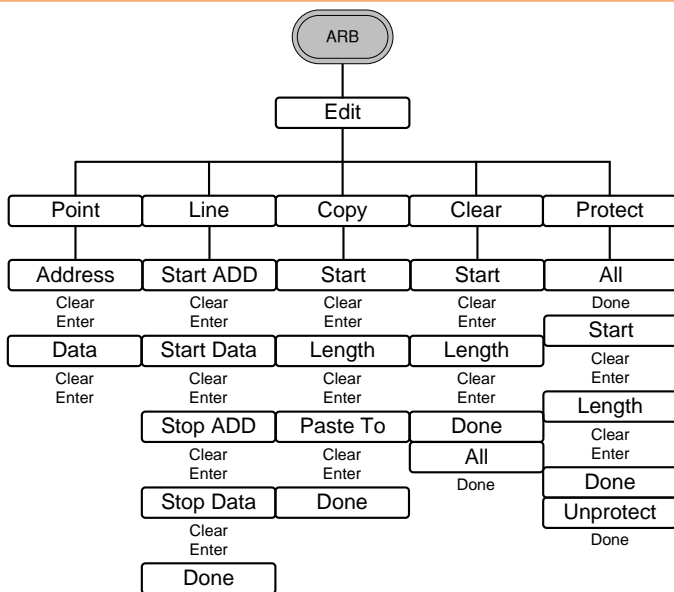 ARB
Edit
Point
Line
Copy
Clear
Protect
Address
Clear
Enter
Data
Clear
Enter
Start ADD
Clear
Enter
Start Data
Clear
Enter
Stop ADD
Clear
Enter
Stop Data
Clear
Enter
Done
Start
Clear
Enter
Length
Clear
Enter
Paste To
Clear
Enter
Done
Start
Clear
Enter
Length
Clear
Enter
Done
All
Done
All
Done
Start
Clear
Enter
Length
Clear
Enter
Done
Unprotect
Done